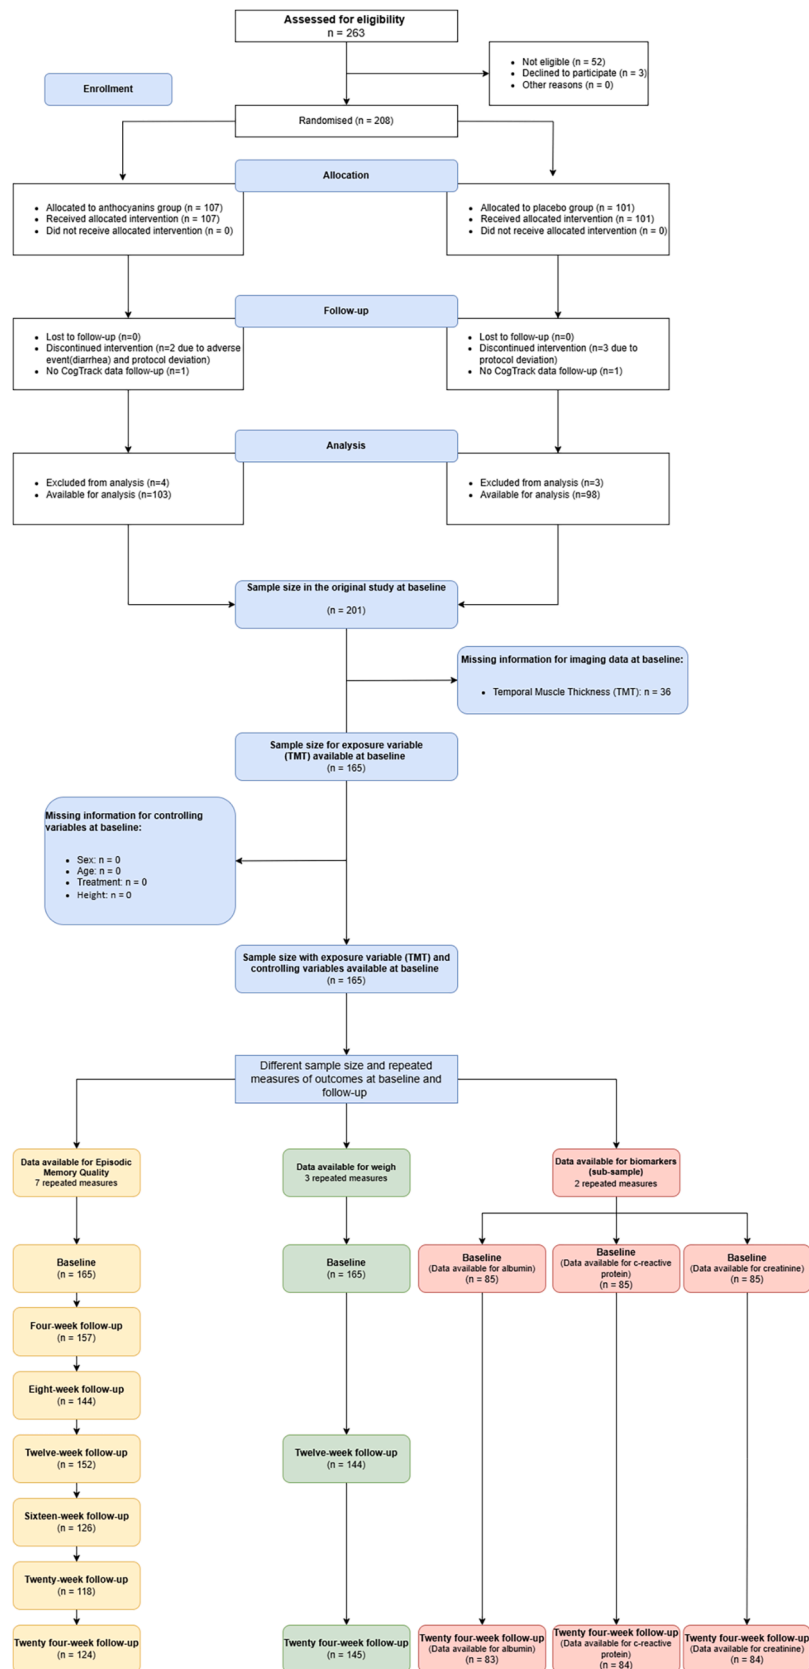 Assessed for eligibility
n = 263
• Not eligible (n = 52)
• Declined to participate (n = 3)
• Other reasons (n = 0)
Enrollment
Randomised (n = 208)
Allocation
• Allocated to anthocyanins group (n = 107)
• Received allocated intervention (n = 107)
• Did not receive allocated intervention (n = 0)
• Allocated to placebo group (n = 101)
• Received allocated intervention (n = 101)
• Did not receive allocated intervention (n = 0)
Follow-up
• Lost to follow-up (n=0)
• Discontinued intervention (n=2 due to adverse
event(diarrhea) and protocol deviation)
• No CogTrack data follow-up (n=1)
• Lost to follow-up (n=0)
• Discontinued intervention (n=3 due to
protocol deviation)
• No CogTrack data follow-up (n=1)
Analysis
• Excluded from analysis (n=4)
• Available for analysis (n=103)
• Excluded from analysis (n=3)
• Available for analysis (n=98)
Sample size in the original study at baseline
(n = 201)
Missing information for imaging data at baseline:
• Temporal Muscle Thickness (TMT): n = 36
Sample size for exposure variable
(TMT) available at baseline
(n = 165)
Missing information for controlling
variables at baseline:
• Sex: n = 0
• Age: n = 0
• Treatment: n = 0
• Height: n = 0
Sample size with exposure variable (TMT) and
controlling variables available at baseline
(n = 165)
Different sample size and repeated
measures of outcomes at baseline and
follow-up
Data available for Episodic
Memory Quality
7 repeated measures
Data available for weigh
3 repeated measures
Data available for biomarkers
(sub-sample)
2 repeated measures
Baseline
(n = 165)
Baseline
(n = 165)
Baseline
(Data available for albumin)
(n = 85)
Baseline
(Data available for c-reactive
protein)
(n = 85)
Baseline
(Data available for creatinine)
(n = 85)
Four-week follow-up
(n = 157)
Eight-week follow-up
(n = 144)
Twelve-week follow-up
(n = 152)
Twelve-week follow-up
(n = 144)
Sixteen-week follow-up
(n = 126)
Twenty-week follow-up
(n = 118)
Twenty four-week follow-up
(n = 124)
Twenty four-week follow-up
(n = 145)
Twenty four-week follow-up
(Data available for albumin)
(n = 83)
Twenty four-week follow-up
(Data available for c-reactive
protein)
(n = 84)
Twenty four-week follow-up
(Data available for creatinine)
(n = 84)